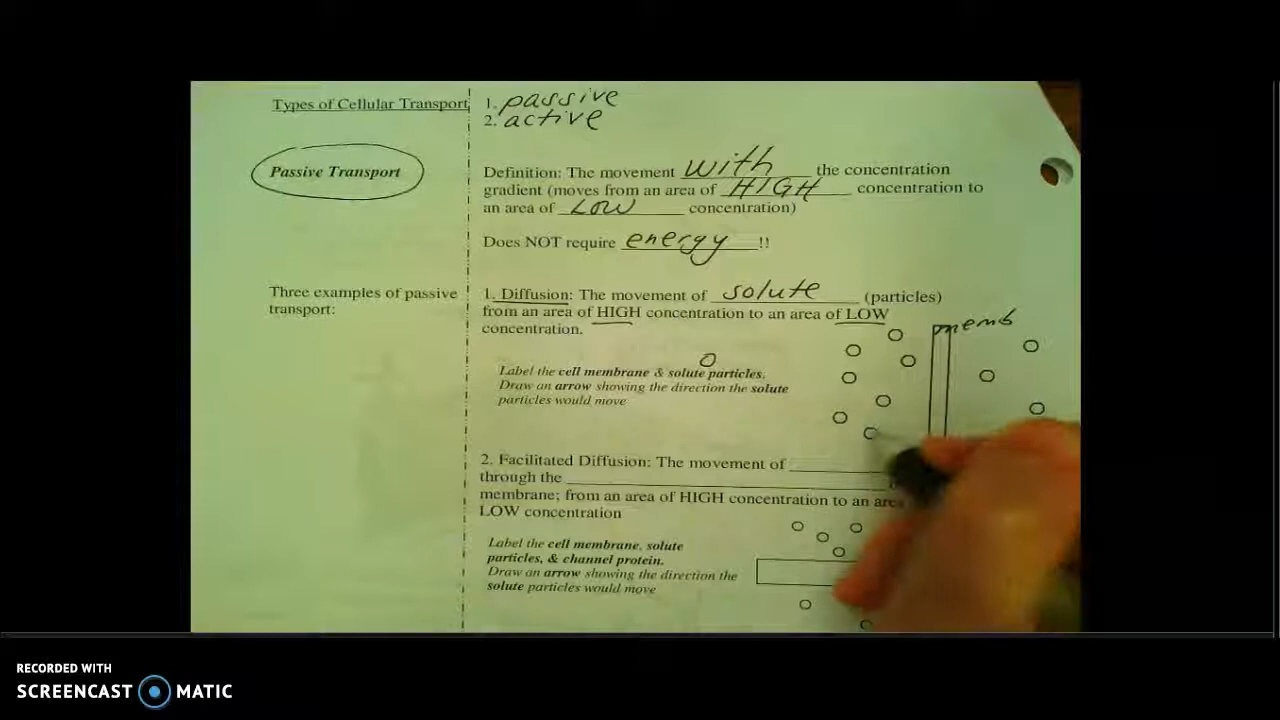 Types of Cellular Transport
1. passive
2. active
Passive Transport
Definition: The movement with the concentration
gradient (moves from an area of HIGH concentration to
an area of LOW concentration)
Does NOT require energy !!
Three examples of passive
transport:
1. Diffusion: The movement of solute (particles)
from an area of HIGH concentration to an area of LOW
concentration.
memb
Label the cell membrane & solute particles.
Draw an arrow showing the direction the solute
particles would move
2. Facilitated Diffusion: The movement of
through the
membrane; from an area of HIGH concentration to an area
LOW concentration
Label the cell membrane, solute
particles, & channel protein.
Draw an arrow showing the direction the
solute particles would move
RECORDED WITH
SCREENCAST MATIC